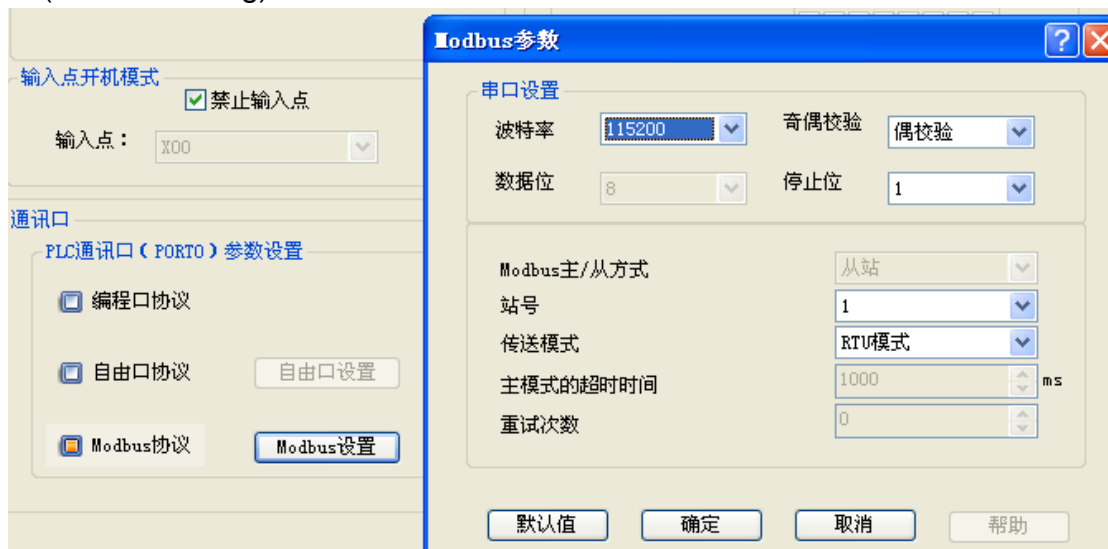 Modbus参数
输入点开机模式
禁止输入点
输入点：
X00
通讯口
PLC通讯口（PORT0）参数设置
编程口协议
自由口协议
自由口设置
Modbus协议
Modbus设置
串口设置
波特率
115200
奇偶校验
偶校验
数据位
8
停止位
1
Modbus主/从方式
从站
站号
1
传送模式
RTU模式
主模式的超时时间
1000
ms
重试次数
0
默认值
确定
取消
帮助